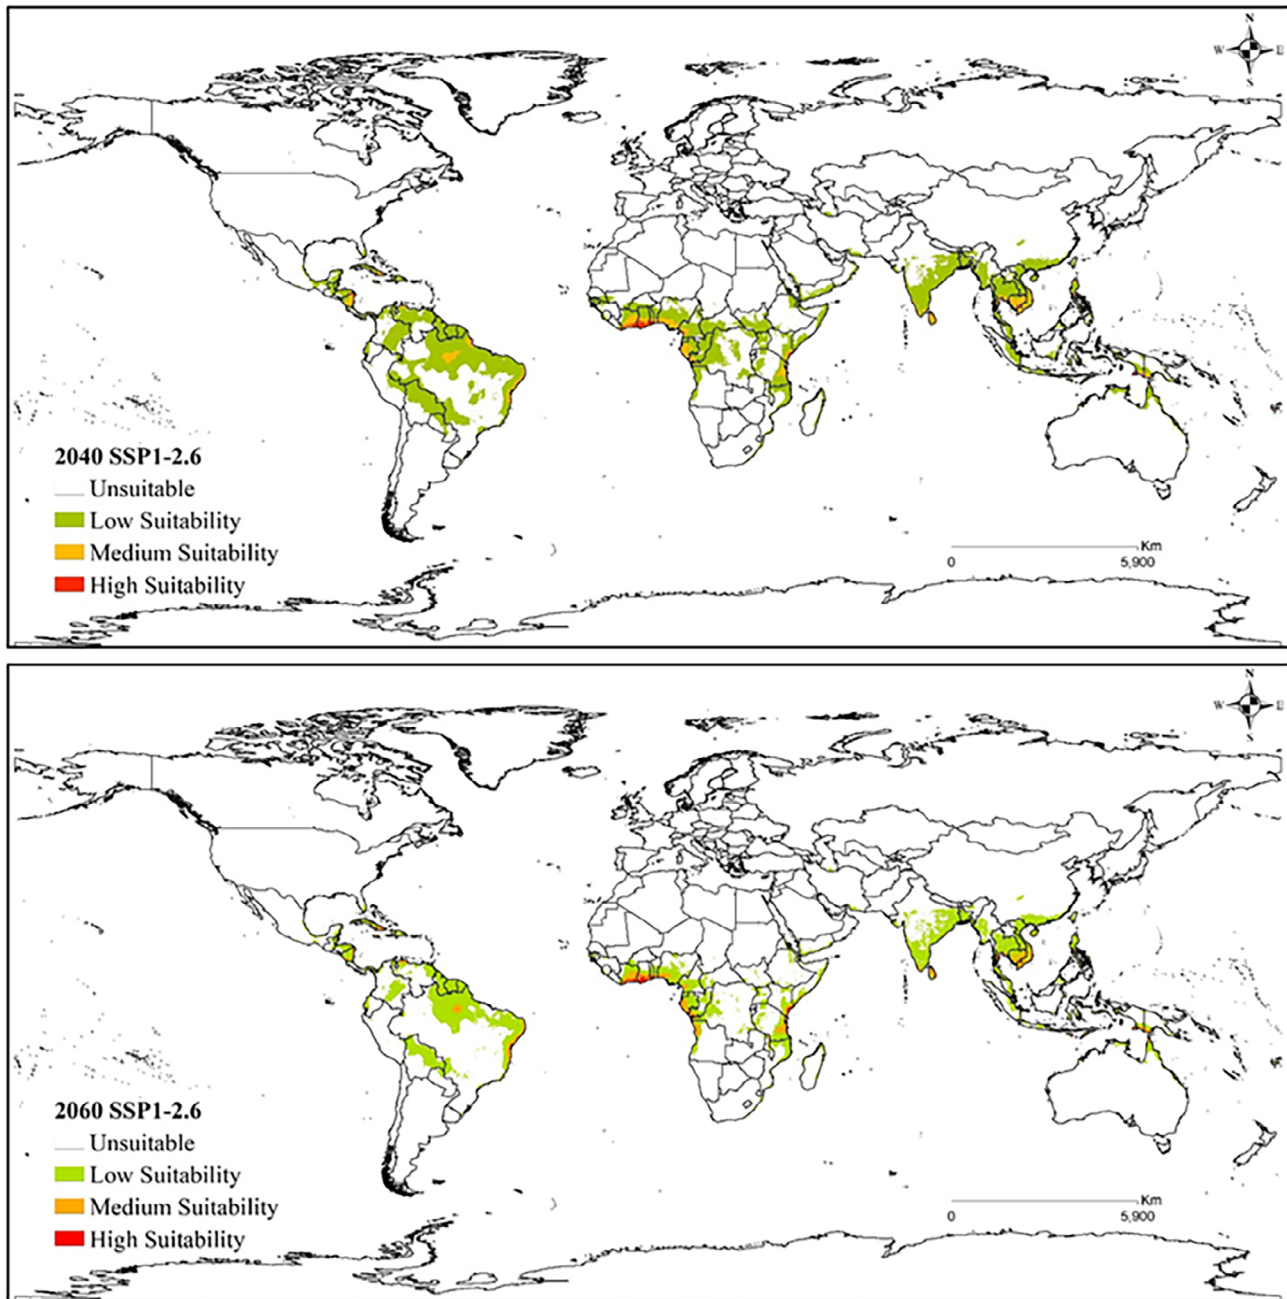 N
W E
S
2040 SSP1-2.6
Unsuitable
Low Suitability
Medium Suitability
High Suitability
Km
0 5,900
N
W E
S
2060 SSP1-2.6
Unsuitable
Low Suitability
Medium Suitability
High Suitability
Km
0 5,900